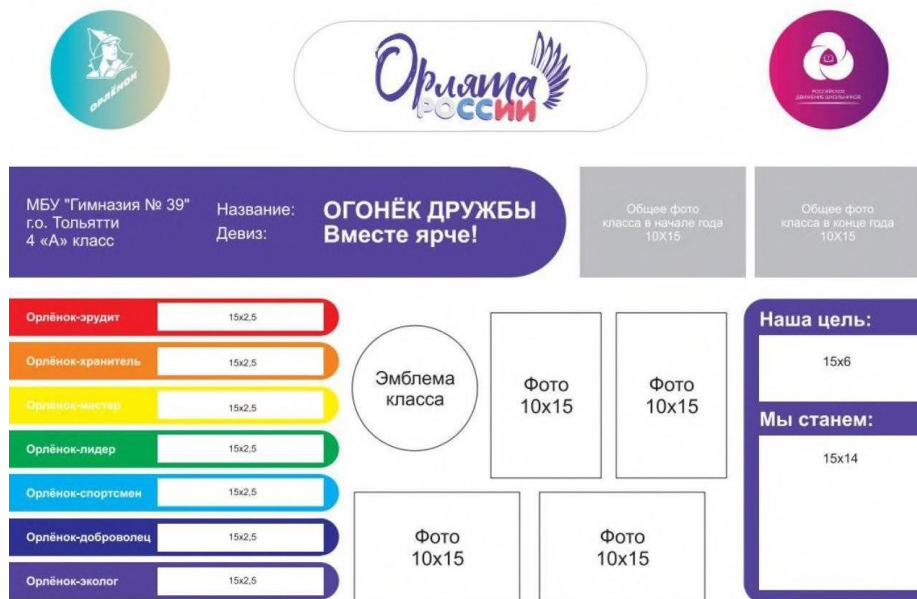 ОРЛЁНОК
Орлята
РОССИИ
РОССИЙСКОЕ
ДВИЖЕНИЕ ШКОЛЬНИКОВ
МБУ "Гимназия № 39"
г.о. Тольятти
4 «А» класс
Название:
Девиз:
ОГОНЁК ДРУЖБЫ
Вместе ярче!
Общее фото
класса в начале года
10Х15
Общее фото
класса в конце года
10Х15
Орлёнок-эрудит
15x2,5
Орлёнок-хранитель
15x2,5
Орлёнок-мастер
15x2,5
Орлёнок-лидер
15x2,5
Орлёнок-спортсмен
15x2,5
Орлёнок-доброволец
15x2,5
Орлёнок-эколог
15x2,5
Эмблема
класса
Фото
10x15
Фото
10x15
Фото
10x15
Фото
10x15
Наша цель:
15x6
Мы станем:
15x14